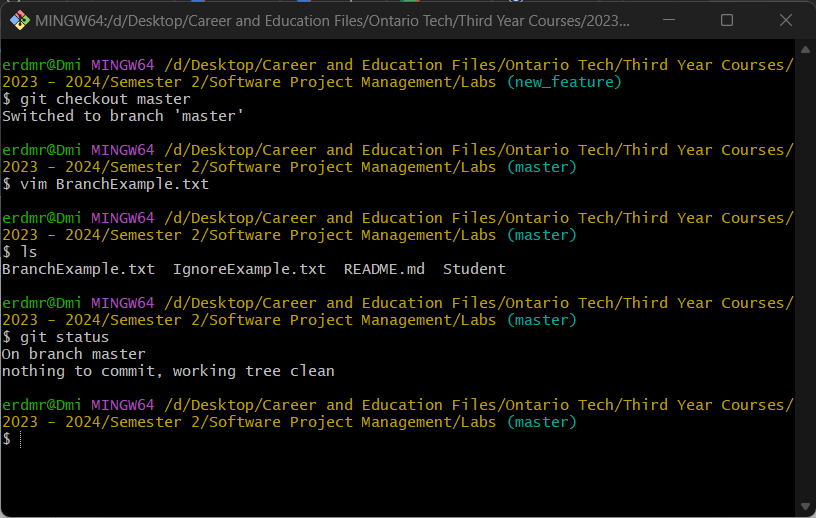 MINGW64:/d/Desktop/Career and Education Files/Ontario Tech/Third Year Courses/2023...
erdmr@Dmi MINGW64 /d/Desktop/Career and Education Files/Ontario Tech/Third Year Courses/
2023 - 2024/Semester 2/Software Project Management/Labs (new_feature)
$ git checkout master
Switched to branch 'master'
erdmr@Dmi MINGW64 /d/Desktop/Career and Education Files/Ontario Tech/Third Year Courses/
2023 - 2024/Semester 2/Software Project Management/Labs (master)
$ vim BranchExample.txt
erdmr@Dmi MINGW64 /d/Desktop/Career and Education Files/Ontario Tech/Third Year Courses/
2023 - 2024/Semester 2/Software Project Management/Labs (master)
$ ls
BranchExample.txt  IgnoreExample.txt  README.md  Student
erdmr@Dmi MINGW64 /d/Desktop/Career and Education Files/Ontario Tech/Third Year Courses/
2023 - 2024/Semester 2/Software Project Management/Labs (master)
$ git status
On branch master
nothing to commit, working tree clean
erdmr@Dmi MINGW64 /d/Desktop/Career and Education Files/Ontario Tech/Third Year Courses/
2023 - 2024/Semester 2/Software Project Management/Labs (master)
$